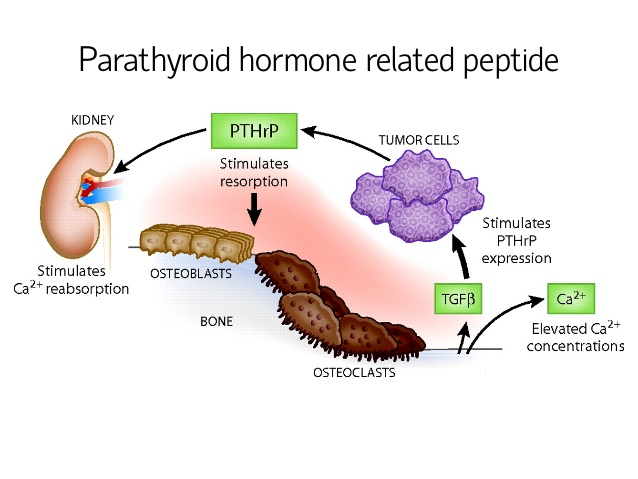 Parathyroid hormone related peptide
KIDNEY
PTHrP
TUMOR CELLS
Stimulates
resorption
Stimulates
PTHrP
expression
Stimulates
Ca²⁺ reabsorption
OSTEOBLASTS
TGFβ
Ca²⁺
BONE
Elevated Ca²⁺
concentrations
OSTEOCLASTS